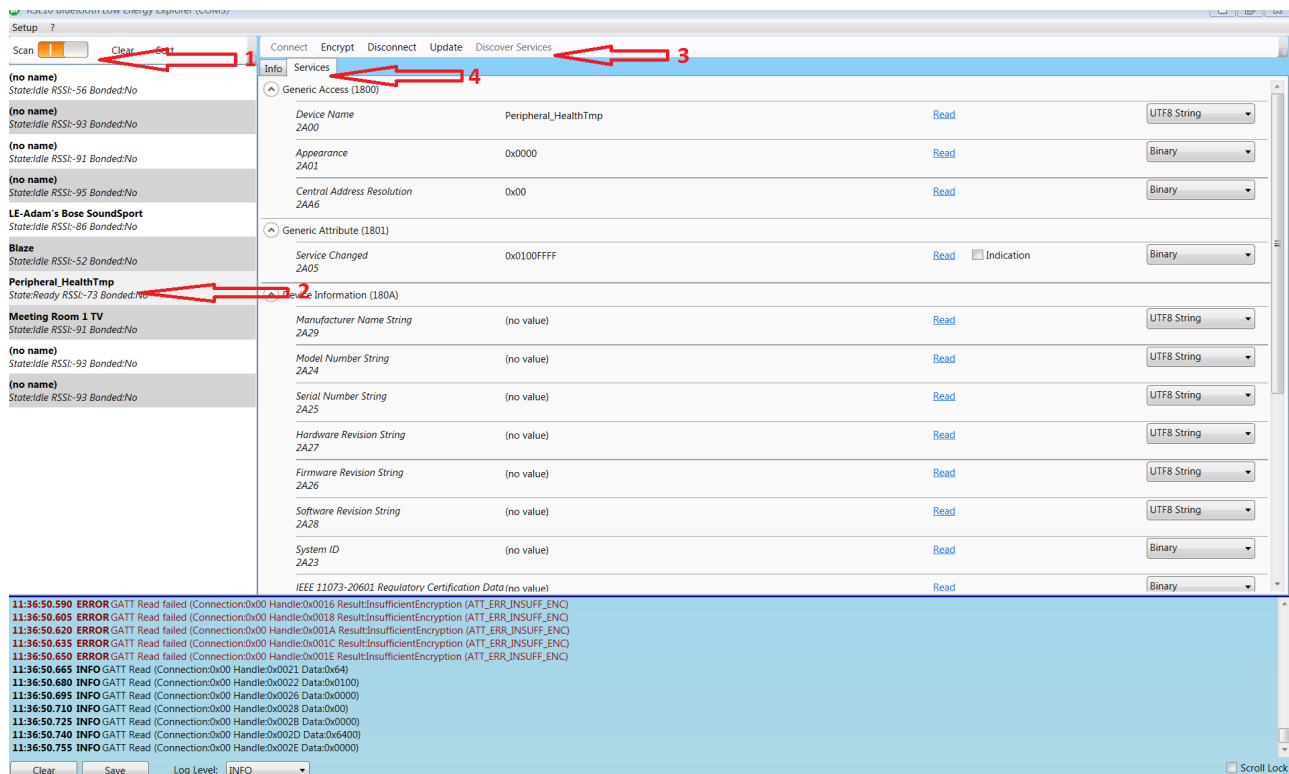 RSL10 Bluetooth Low Energy Explorer (COM5)
Setup ?
Scan Clear Sort 1
Connect Encrypt Disconnect Update Discover Services 3
Info Services 4
(no name)
State:Idle RSSI:-56 Bonded:No
(no name)
State:Idle RSSI:-93 Bonded:No
(no name)
State:Idle RSSI:-91 Bonded:No
(no name)
State:Idle RSSI:-95 Bonded:No
LE-Adam's Bose SoundSport
State:Idle RSSI:-86 Bonded:No
Blaze
State:Idle RSSI:-52 Bonded:No
Peripheral_HealthTmp
State:Ready RSSI:-73 Bonded:No 2
Meeting Room 1 TV
State:Idle RSSI:-91 Bonded:No
(no name)
State:Idle RSSI:-93 Bonded:No
(no name)
State:Idle RSSI:-93 Bonded:No
Generic Access (1800)
Device Name Peripheral_HealthTmp Read UTF8 String
2A00
Appearance 0x0000 Read Binary
2A01
Central Address Resolution 0x00 Read Binary
2AA6
Generic Attribute (1801)
Service Changed 0x0100FFFF Read Indication Binary
2A05
Device Information (180A)
Manufacturer Name String (no value) Read UTF8 String
2A29
Model Number String (no value) Read UTF8 String
2A24
Serial Number String (no value) Read UTF8 String
2A25
Hardware Revision String (no value) Read UTF8 String
2A27
Firmware Revision String (no value) Read UTF8 String
2A26
Software Revision String (no value) Read UTF8 String
2A28
System ID (no value) Read Binary
2A23
IEEE 11073-20601 Regulatory Certification Data (no value) Read Binary
11:36:50.590 ERROR GATT Read failed (Connection:0x00 Handle:0x0016 Result:InsufficientEncryption (ATT_ERR_INSUFF_ENC)
11:36:50.605 ERROR GATT Read failed (Connection:0x00 Handle:0x0018 Result:InsufficientEncryption (ATT_ERR_INSUFF_ENC)
11:36:50.620 ERROR GATT Read failed (Connection:0x00 Handle:0x001A Result:InsufficientEncryption (ATT_ERR_INSUFF_ENC)
11:36:50.635 ERROR GATT Read failed (Connection:0x00 Handle:0x001C Result:InsufficientEncryption (ATT_ERR_INSUFF_ENC)
11:36:50.650 ERROR GATT Read failed (Connection:0x00 Handle:0x001E Result:InsufficientEncryption (ATT_ERR_INSUFF_ENC)
11:36:50.665 INFO GATT Read (Connection:0x00 Handle:0x0021 Data:0x64)
11:36:50.680 INFO GATT Read (Connection:0x00 Handle:0x0022 Data:0x0100)
11:36:50.695 INFO GATT Read (Connection:0x00 Handle:0x0026 Data:0x0000)
11:36:50.710 INFO GATT Read (Connection:0x00 Handle:0x0028 Data:0x00)
11:36:50.725 INFO GATT Read (Connection:0x00 Handle:0x002B Data:0x0000)
11:36:50.740 INFO GATT Read (Connection:0x00 Handle:0x002D Data:0x6400)
11:36:50.755 INFO GATT Read (Connection:0x00 Handle:0x002E Data:0x0000)
Clear Save Log Level: INFO Scroll Lock